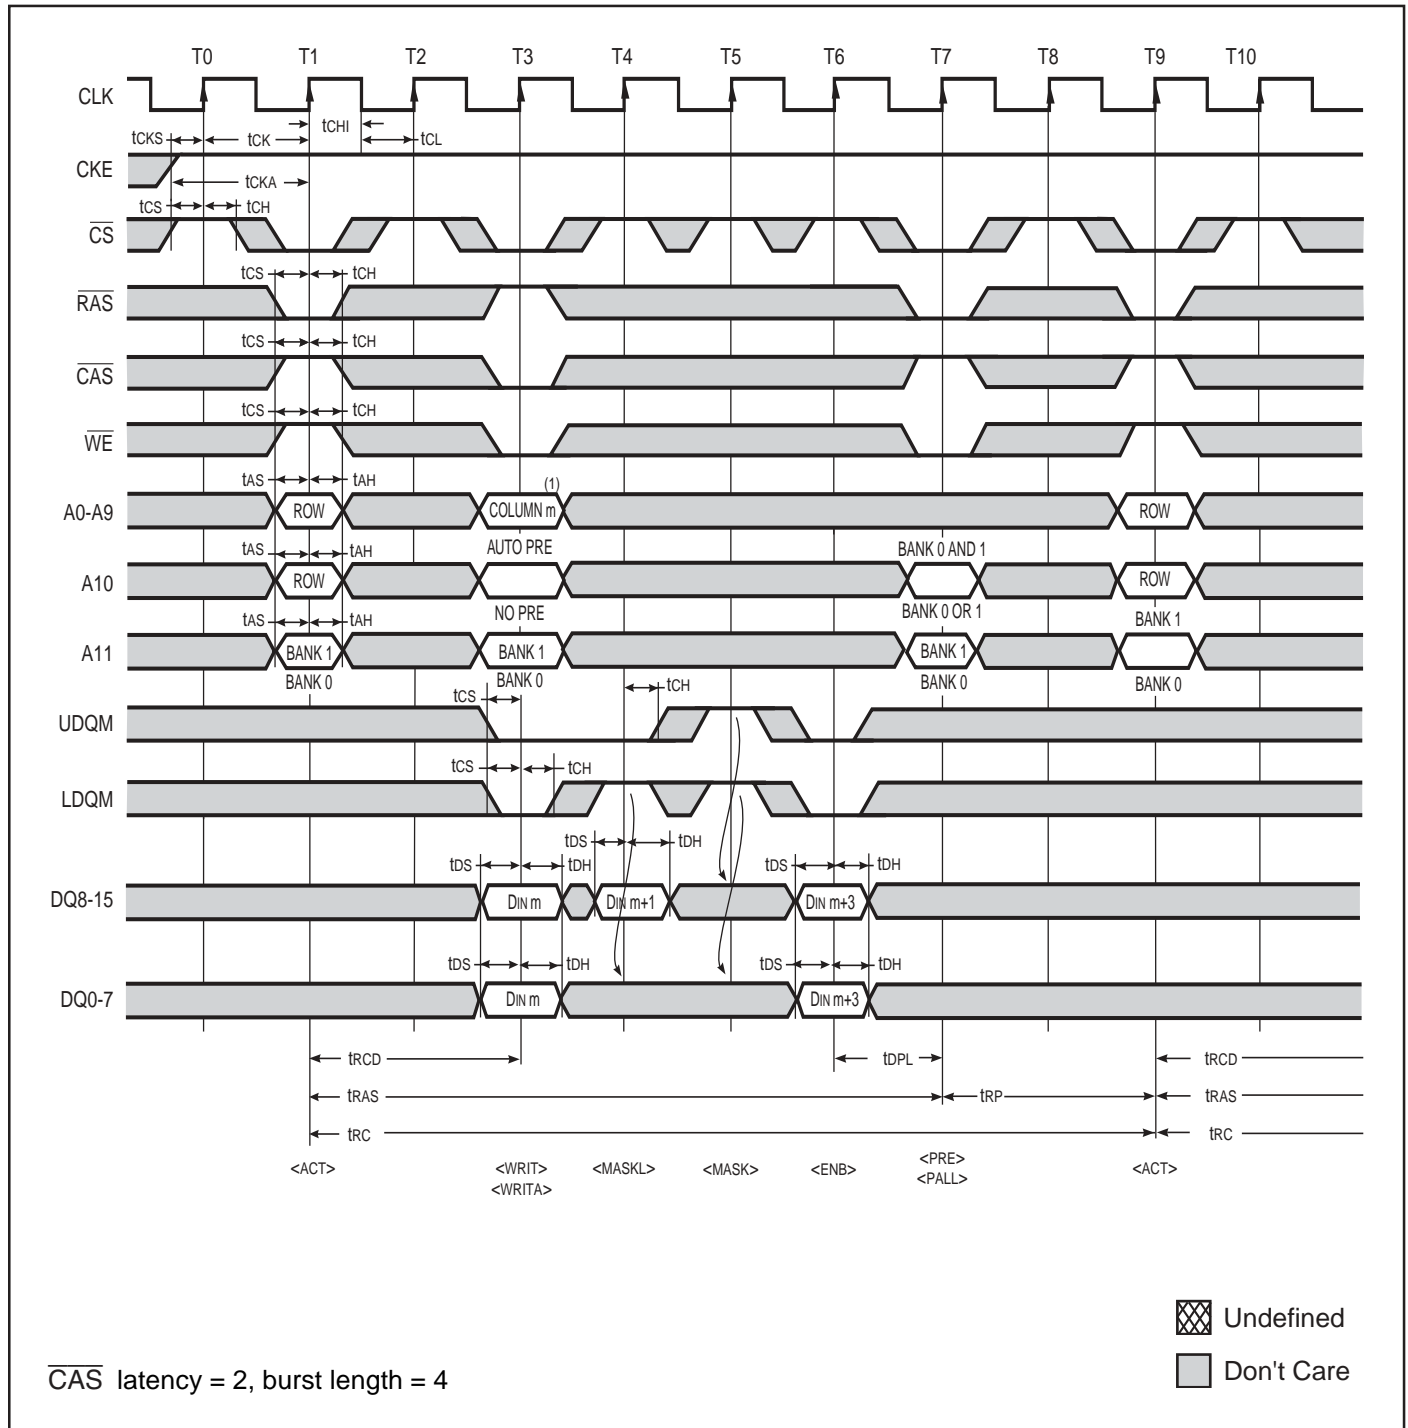 T0 T1 T2 T3 T4 T5 T6 T7 T8 T9 T10
CLK
tCHI
tCKS tCK tCL
CKE
tCKA
tCS tCH
CS
tCS tCH
RAS
tCS tCH
CAS
tCS tCH
WE
tAS tAH (1)
A0-A9 ROW COLUMN m ROW
tAS tAH AUTO PRE BANK 0 AND 1
A10 ROW ROW
NO PRE BANK 0 OR 1 BANK 1
tAS tAH
A11 BANK 1 BANK 1 BANK 1
BANK 0 BANK 0 BANK 0 BANK 0
tCS tCH
UDQM
tCS tCH
LDQM
tDS tDH
tDS tDH tDS tDH
DQ8-15 DIN m DIN m+1 DIN m+3
tDS tDH tDS tDH
DQ0-7 DIN m DIN m+3
tRCD tDPL tRCD
tRAS tRP tRAS
tRC tRC
<ACT> <WRIT> <MASKL> <MASK> <ENB> <PRE> <ACT>
<WRITA> <PALL>
Undefined
Don't Care
CAS latency = 2, burst length = 4